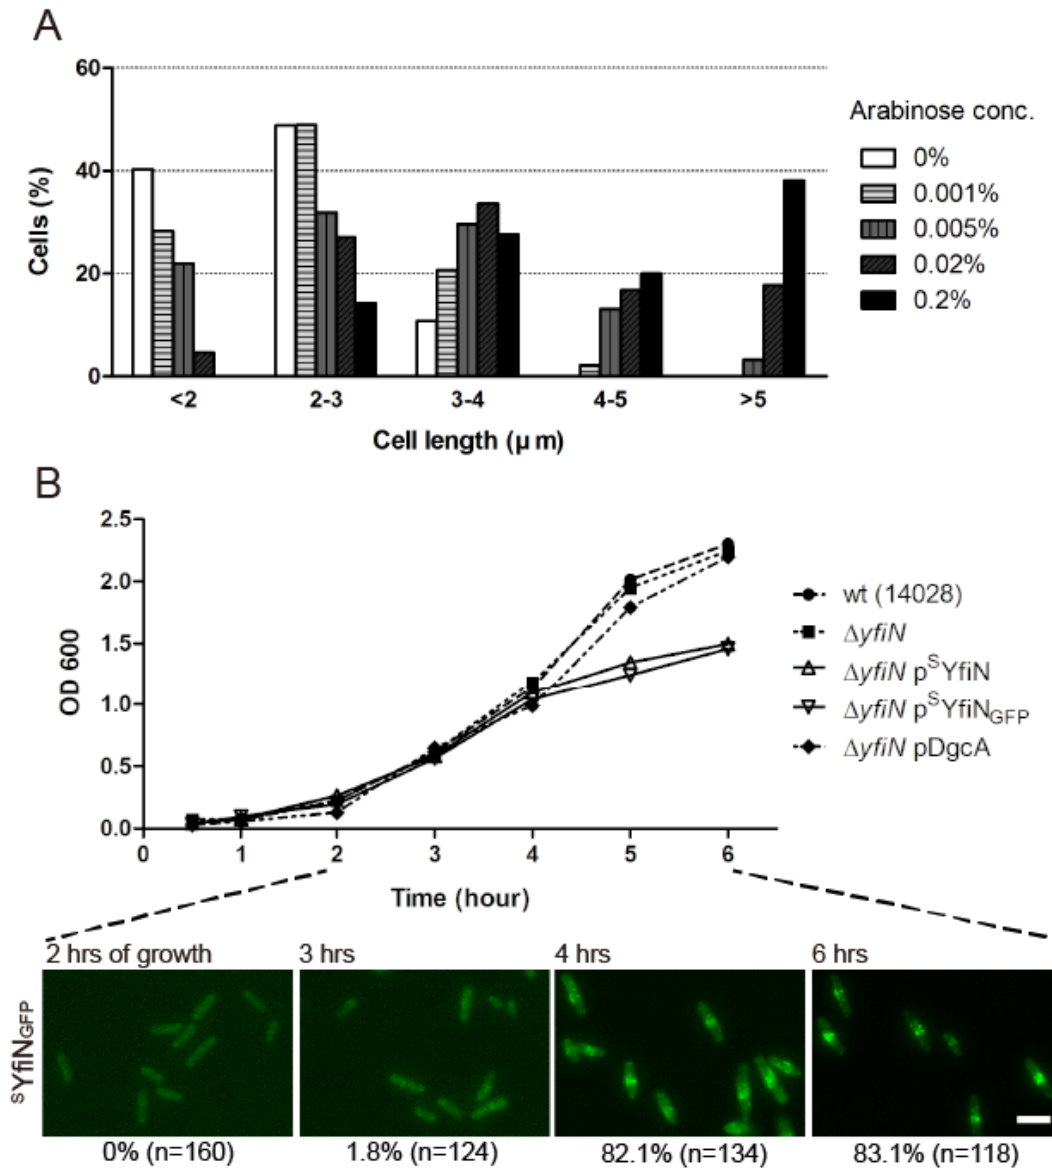 A
60
40
20
0
Cells (%)
<2 2-3 3-4 4-5 >5
Cell length (μ m)
Arabinose conc.
0%
0.001%
0.005%
0.02%
0.2%
B
2.5
2.0
1.5
1.0
0.5
0.0
OD 600
0 1 2 3 4 5 6
Time (hour)
wt (14028)
ΔyfiN
ΔyfiN pSYfiN
ΔyfiN pSYfiNGFP
ΔyfiN pDgcA
2 hrs of growth 3 hrs 4 hrs 6 hrs
SYfiNGFP
0% (n=160) 1.8% (n=124) 82.1% (n=134) 83.1% (n=118)